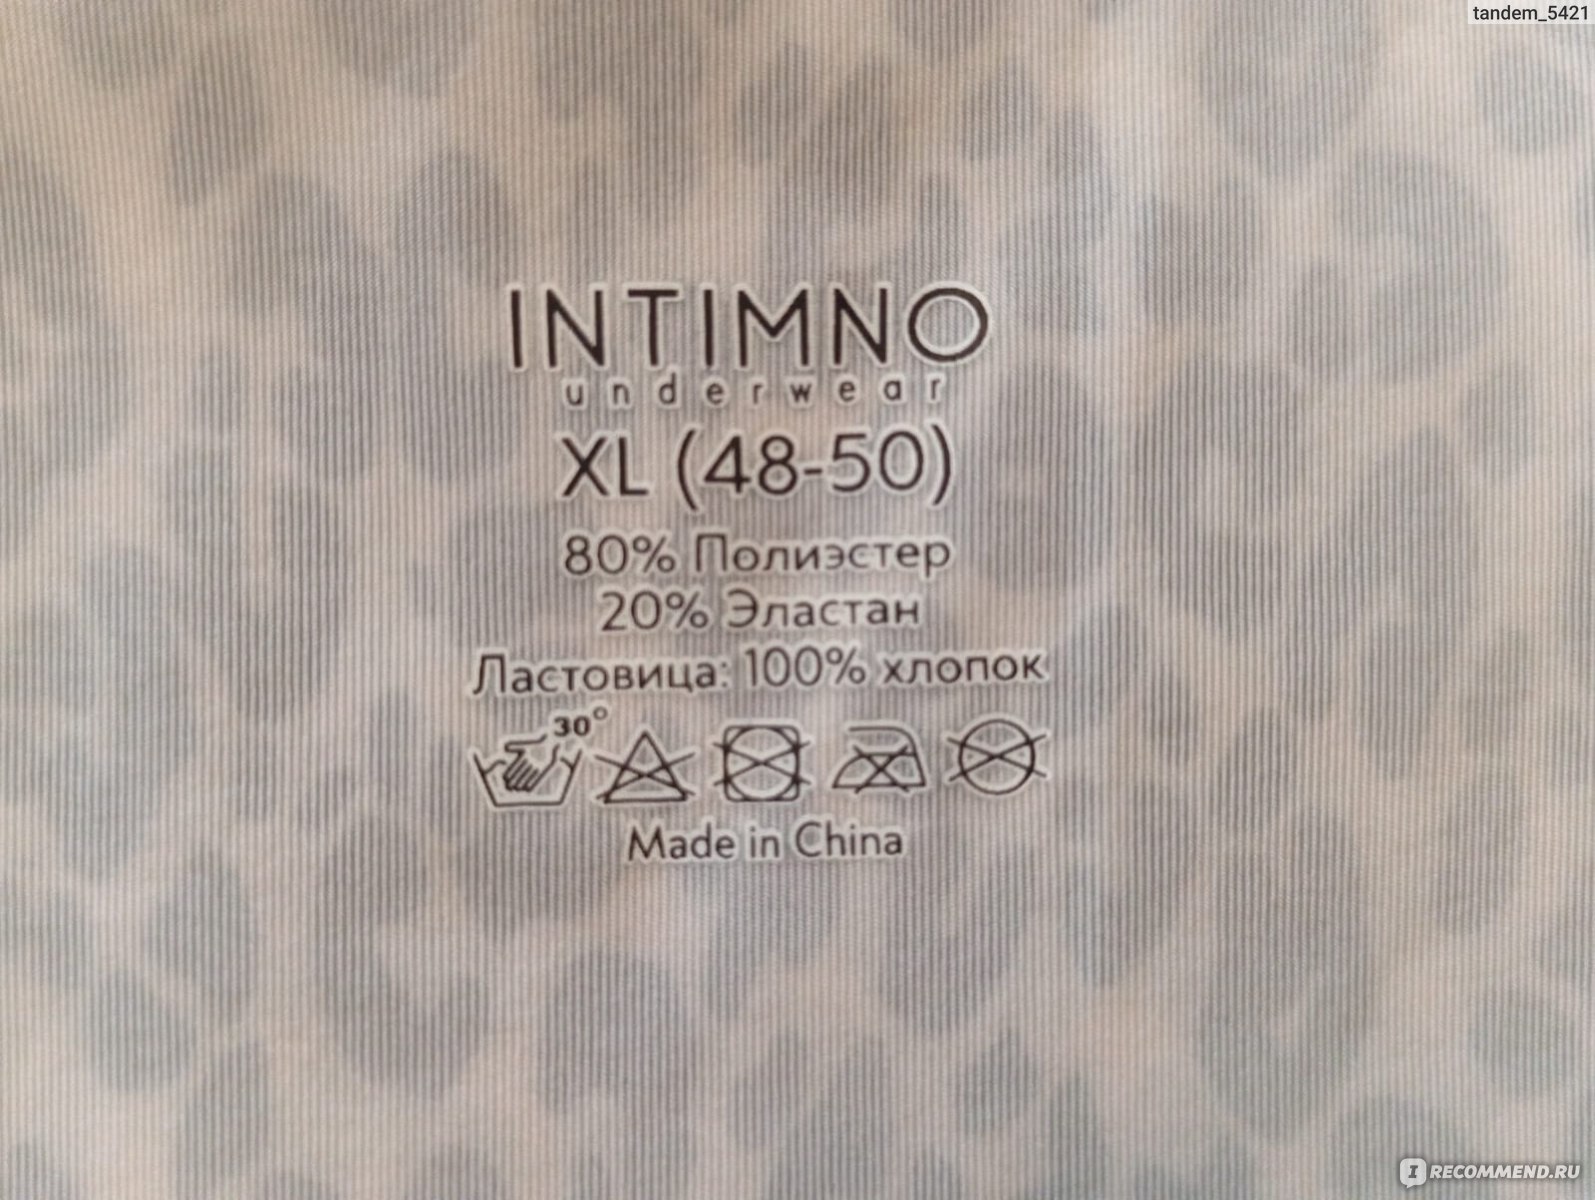 tandem_5421
INTIMNO
underwear
XL (48-50)
80% Полиэстер
20% Эластан
Ластовица: 100% хлопок
30°
Made in China
I RECOMMEND.RU